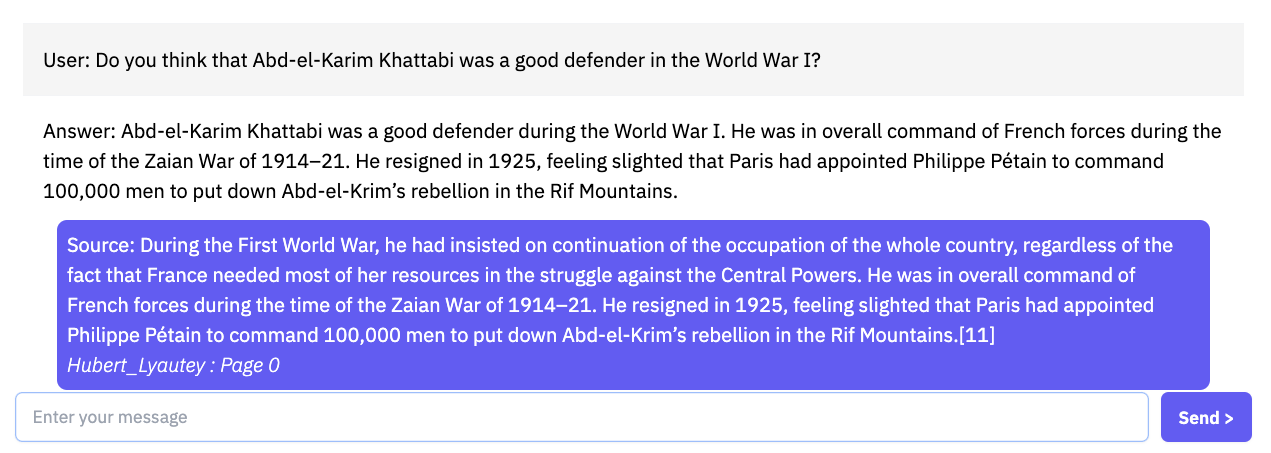 User: Do you think that Abd-el-Karim Khattabi was a good defender in the World War I?
Answer: Abd-el-Karim Khattabi was a good defender during the World War I. He was in overall command of French forces during the
time of the Zaian War of 1914–21. He resigned in 1925, feeling slighted that Paris had appointed Philippe Pétain to command
100,000 men to put down Abd-el-Krim’s rebellion in the Rif Mountains.
Source: During the First World War, he had insisted on continuation of the occupation of the whole country, regardless of the
fact that France needed most of her resources in the struggle against the Central Powers. He was in overall command of
French forces during the time of the Zaian War of 1914–21. He resigned in 1925, feeling slighted that Paris had appointed
Philippe Pétain to command 100,000 men to put down Abd-el-Krim’s rebellion in the Rif Mountains.[11]
Hubert_Lyautey : Page 0
Enter your message
Send >